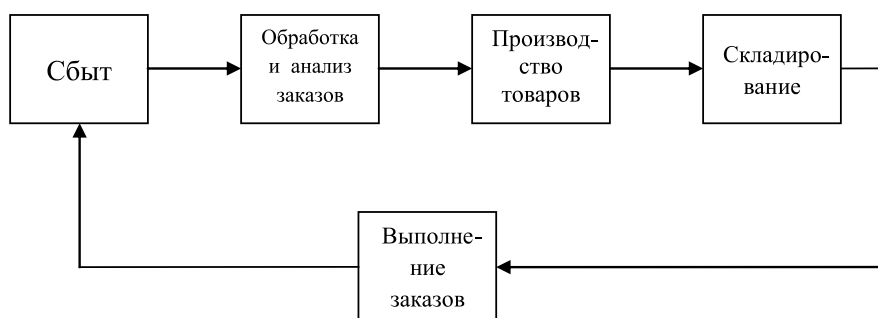 Сбыт
Обработка
и анализ
заказов
Производ-
ство
товаров
Складиро-
вание
Выполне-
ние
заказов